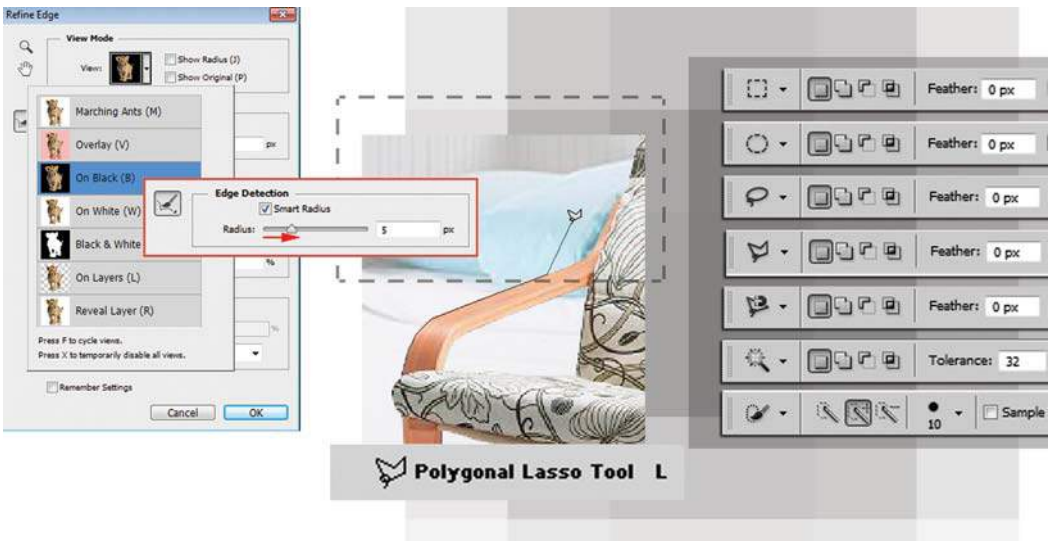 Refine Edge
View Mode
View:
Show Radius (J)
Show Original (P)
Marching Ants (M)
Overlay (V)
px
On Black (B)
On White (W)
Black & White
%
On Layers (L)
Reveal Layer (R)
%
Press F to cycle views.
Press X to temporarily disable all views.
Remember Settings
Cancel
OK
Edge Detection
Smart Radius
Radius: 5 px
Polygonal Lasso Tool L
Feather: 0 px
Feather: 0 px
Feather: 0 px
Feather: 0 px
Feather: 0 px
Tolerance: 32
10
Sample